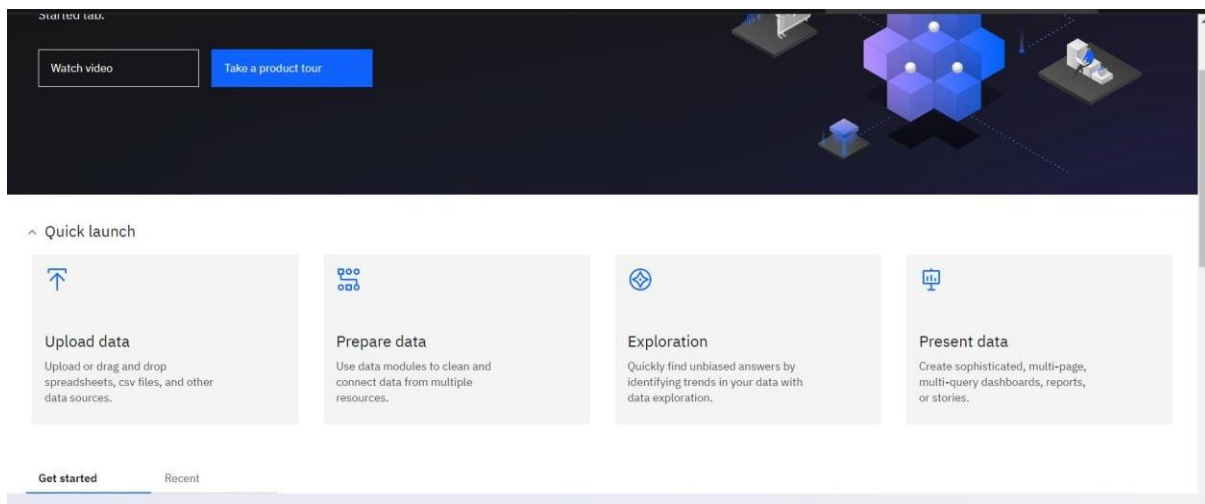 Started tab.
Watch video
Take a product tour
Quick launch
Upload data
Upload or drag and drop
spreadsheets, csv files, and other
data sources.
Prepare data
Use data modules to clean and
connect data from multiple
resources.
Exploration
Quickly find unbiased answers by
identifying trends in your data with
data exploration.
Present data
Create sophisticated, multi-page,
multi-query dashboards, reports,
or stories.
Get started
Recent